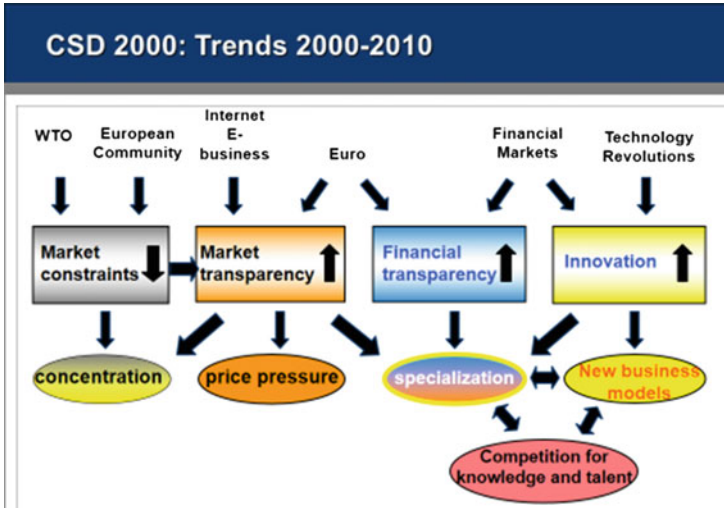 CSD 2000: Trends 2000-2010
WTO
European
Community
Internet
E-
business
Euro
Financial
Markets
Technology
Revolutions
Market
constraints
Market
transparency
Financial
transparency
Innovation
concentration
price pressure
specialization
New business
models
Competition for
knowledge and talent